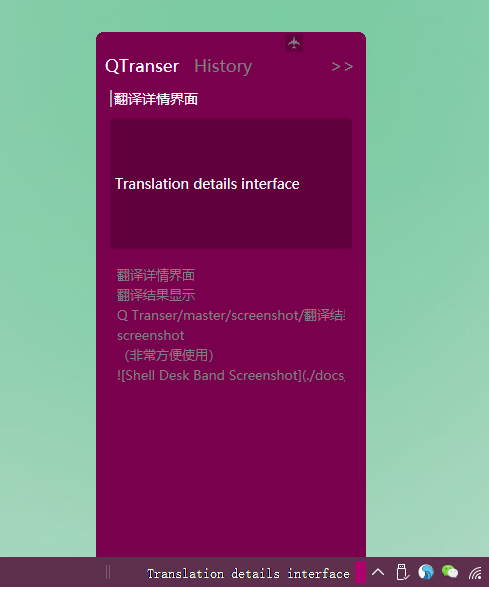 QTranser History >>
翻译详情界面
Translation details interface
翻译详情界面
翻译结果显示
Q Transer/master/screenshot/翻译结
screenshot
（非常方便使用）
![Shell Desk Band Screenshot](./docs/
Translation details interface